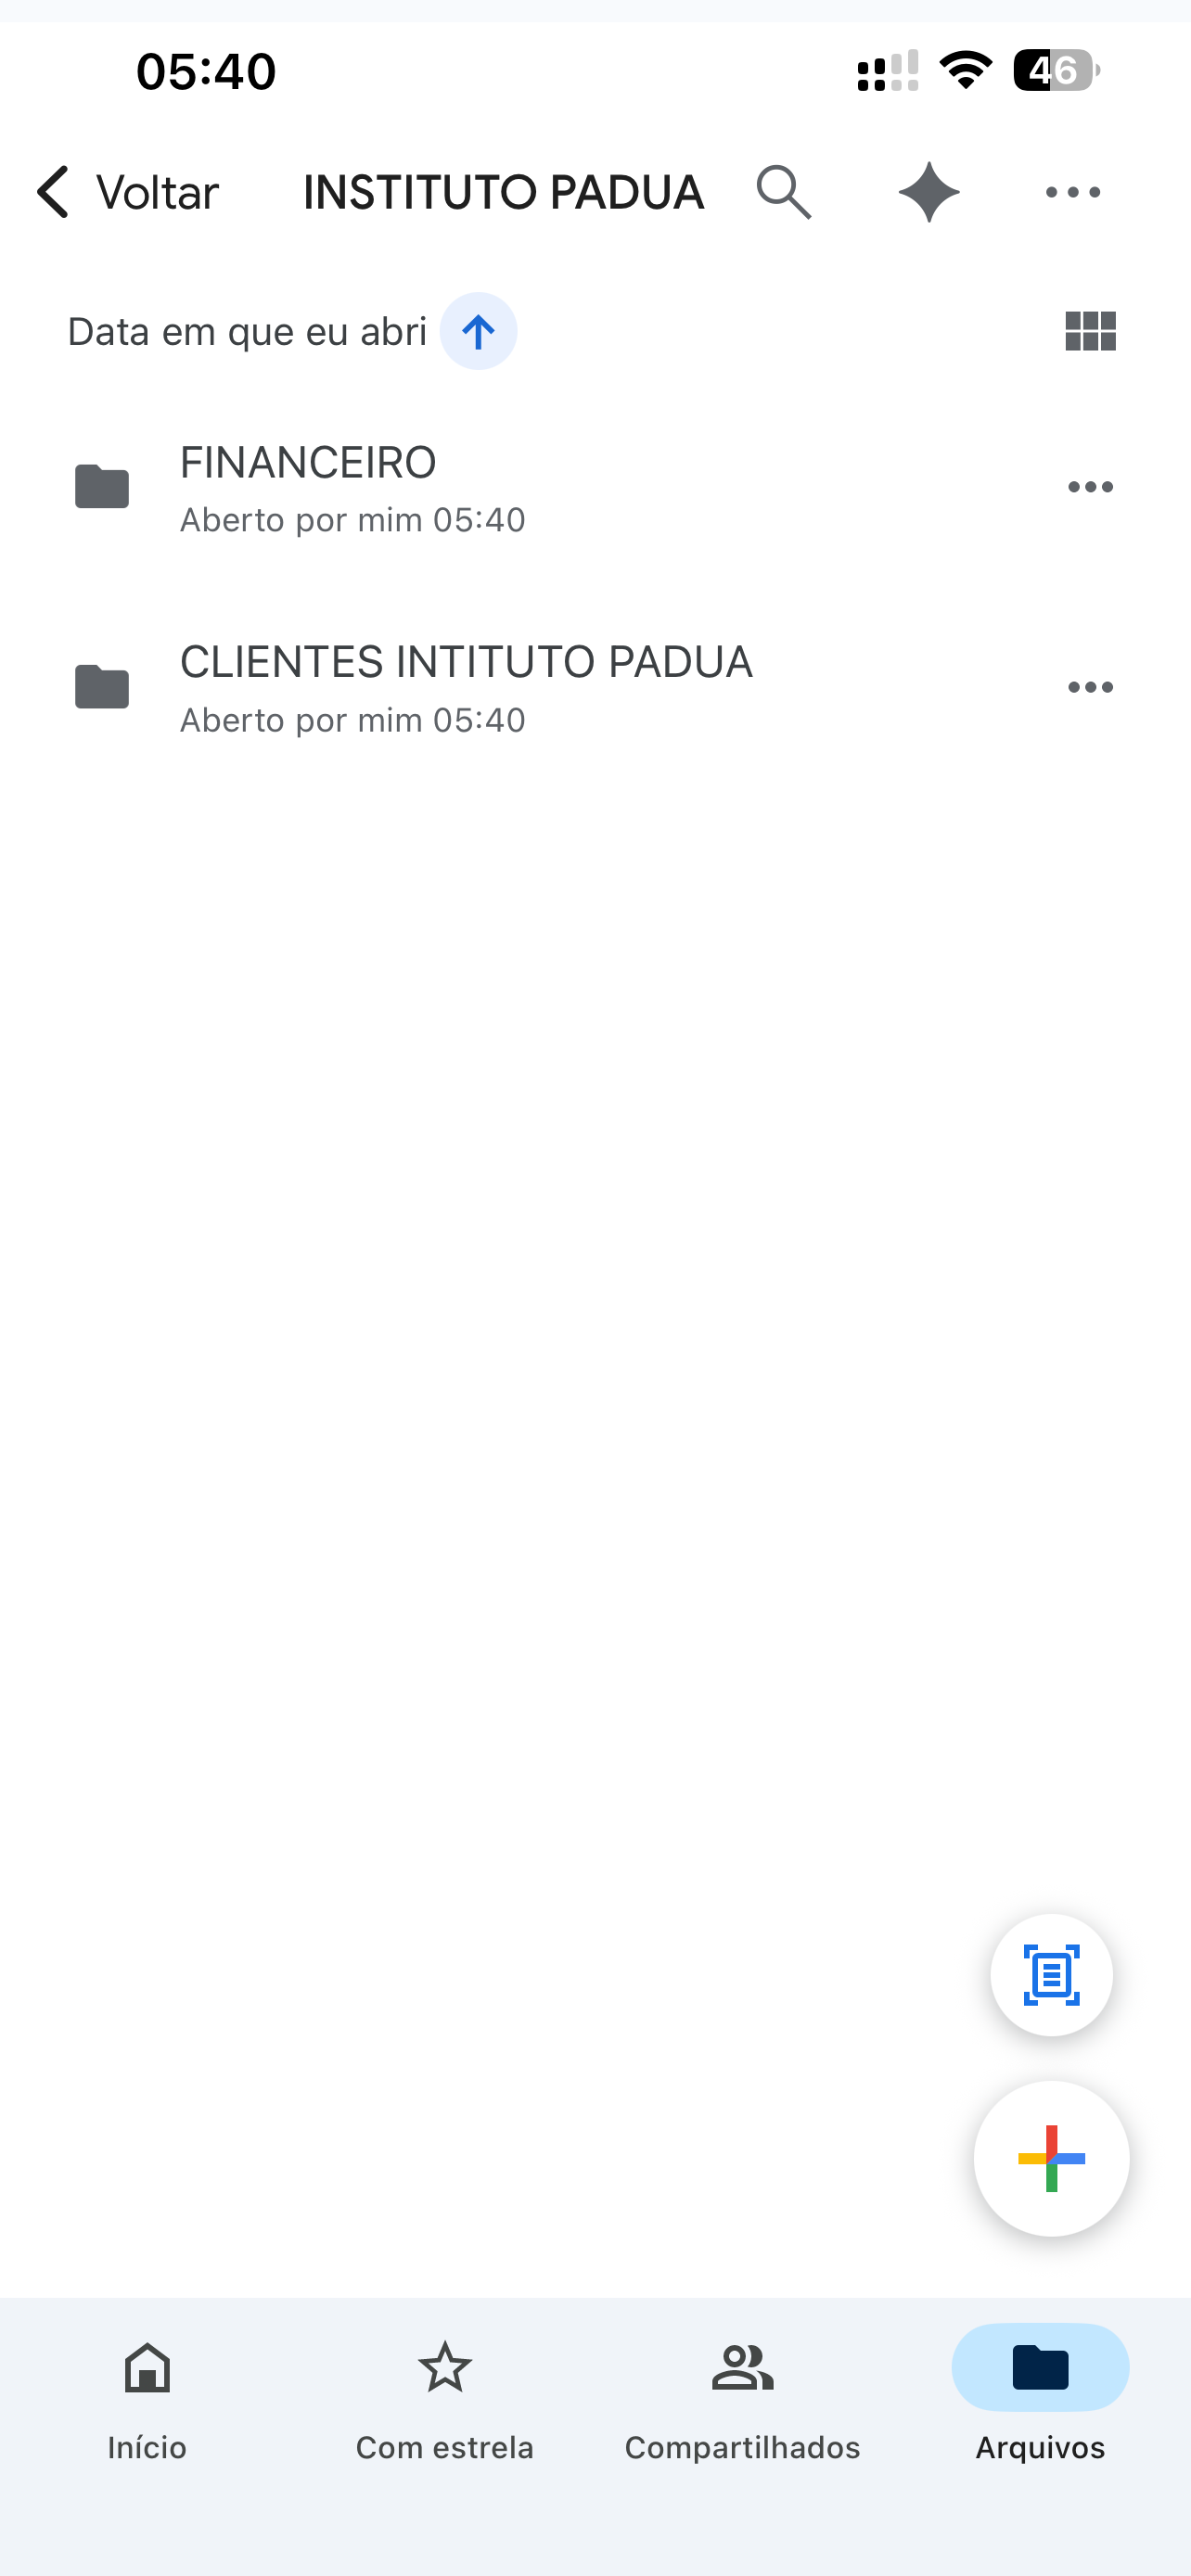 05:40
46
Voltar
INSTITUTO PADUA
Data em que eu abri
FINANCEIRO
Aberto por mim 05:40
CLIENTES INTITUTO PADUA
Aberto por mim 05:40
Início
Com estrela
Compartilhados
Arquivos